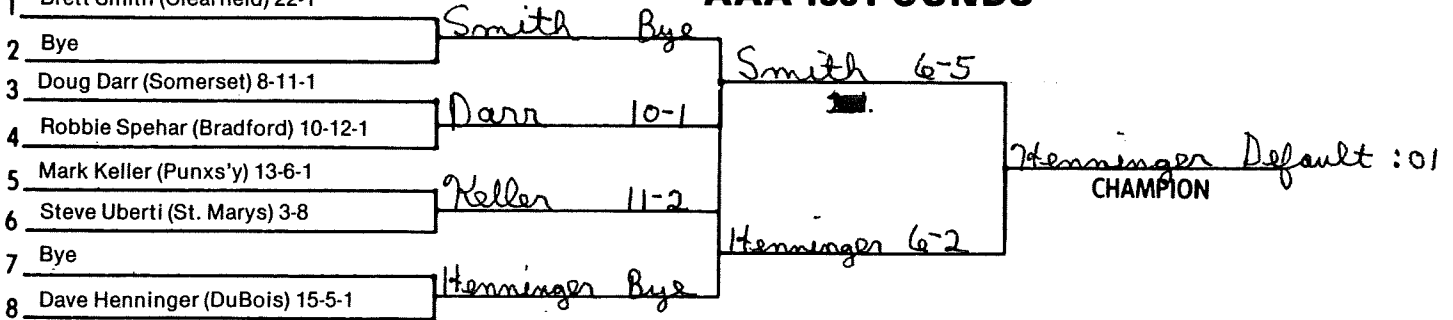 1 Brett Smith (Clearfield) 22-1
2 Bye
3 Doug Darr (Somerset) 8-11-1
4 Robbie Spehar (Bradford) 10-12-1
5 Mark Keller (Punxs'y) 13-6-1
6 Steve Uberti (St. Marys) 3-8
7 Bye
8 Dave Henninger (DuBois) 15-5-1
Smith Bye
Darr 10-1
Keller 11-2
Henninger Bye
Smith 6-5
Henninger 6-2
Henninger Default :01
CHAMPION
AAA POUNDS